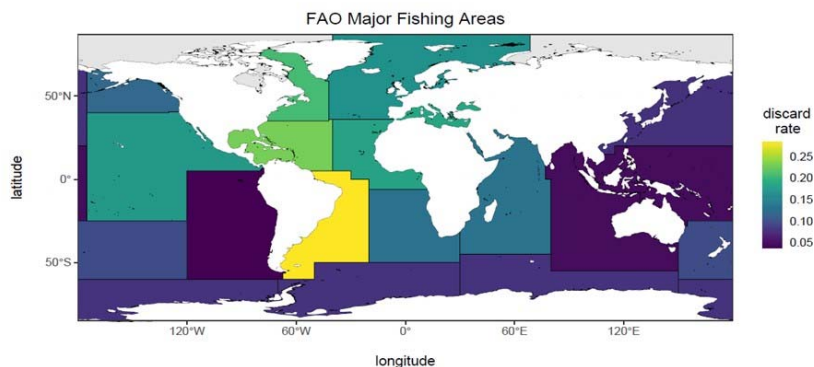 FAO Major Fishing Areas
50°N
0°
50°S
latitude
120°W
60°W
0°
60°E
120°E
longitude
discard
rate
0.25
0.20
0.15
0.10
0.05